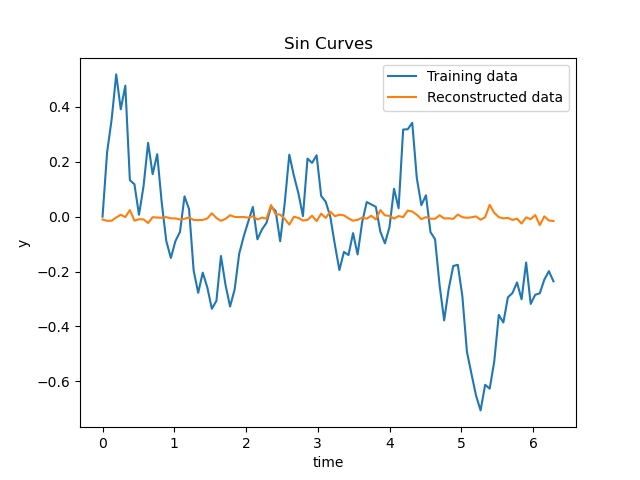 Sin Curves
Training data
Reconstructed data
0.4
0.2
0.0
−0.2
−0.4
−0.6
y
0 1 2 3 4 5 6
time